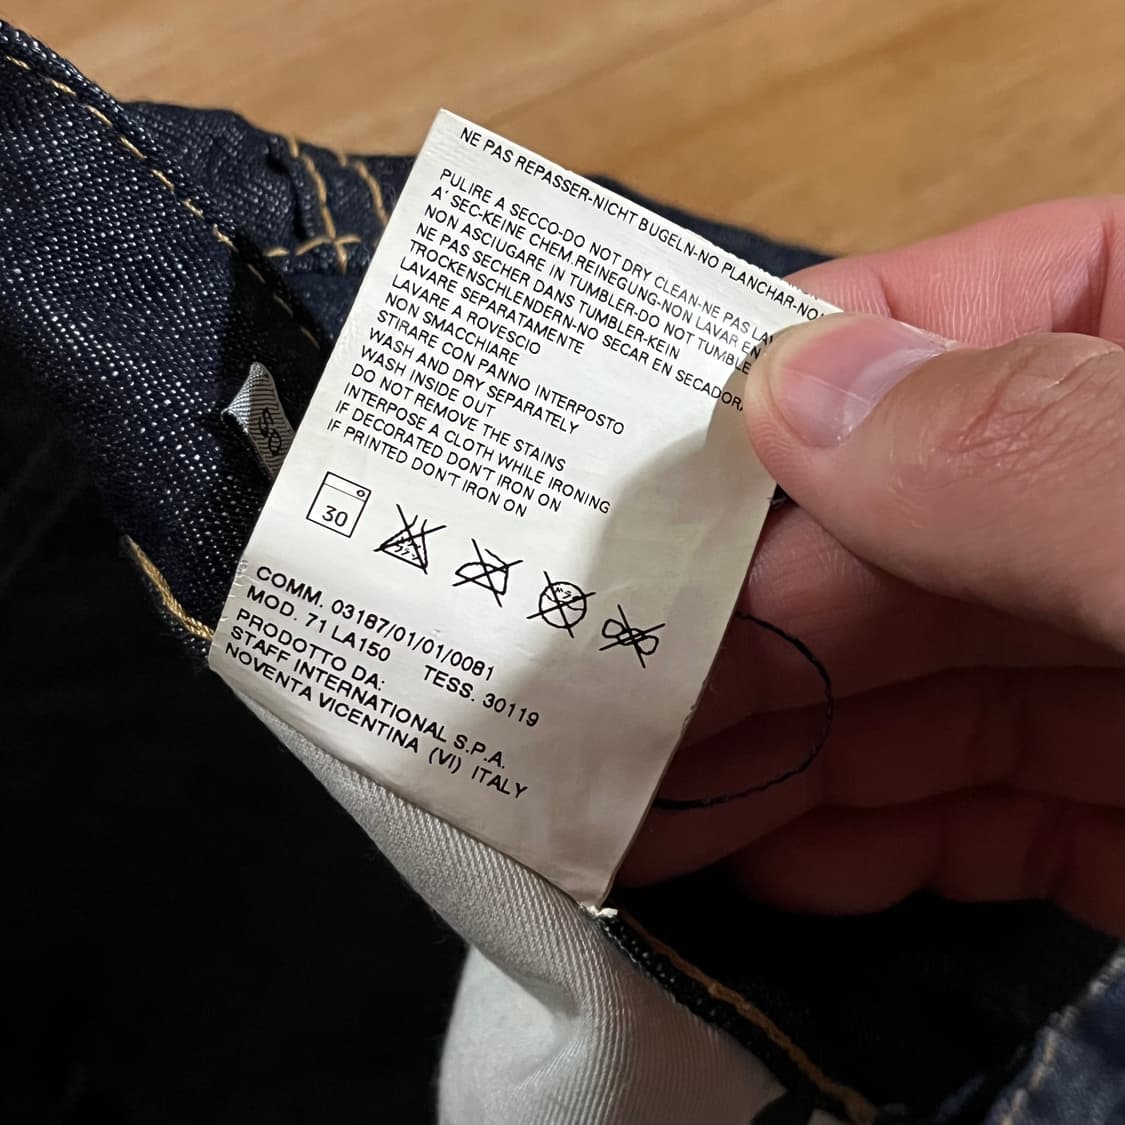 NE PAS REPASSER-NICHT BUGELN-NO PLANCHAR-NO
PULIRE A SECCO-DO NOT DRY CLEAN-NE PAS LA
A' SEC-KEINE CHEM.REINEGUNG-NON LAVAR EN
NON ASCIUGARE IN TUMBLER-DO NOT TUMBLE
NE PAS SECHER DANS TUMBLER-KEIN
TROCKENSCHLENDERN-NO SECAR EN SECADORA
LAVARE SEPARATAMENTE
LAVARE A ROVESCIO
NON SMACCHIARE
STIRARE CON PANNO INTERPOSTO
WASH AND DRY SEPARATELY
WASH INSIDE OUT
DO NOT REMOVE THE STAINS
INTERPOSE A CLOTH WHILE IRONING
IF DECORATED DON'T IRON ON
IF PRINTED DON'T IRON ON
30
COMM. 03187/01/01/0081
MOD. 71 LA150 TESS. 30119
PRODOTTO DA:
STAFF INTERNATIONAL S.P.A.
NOVENTA VICENTINA (VI) ITALY